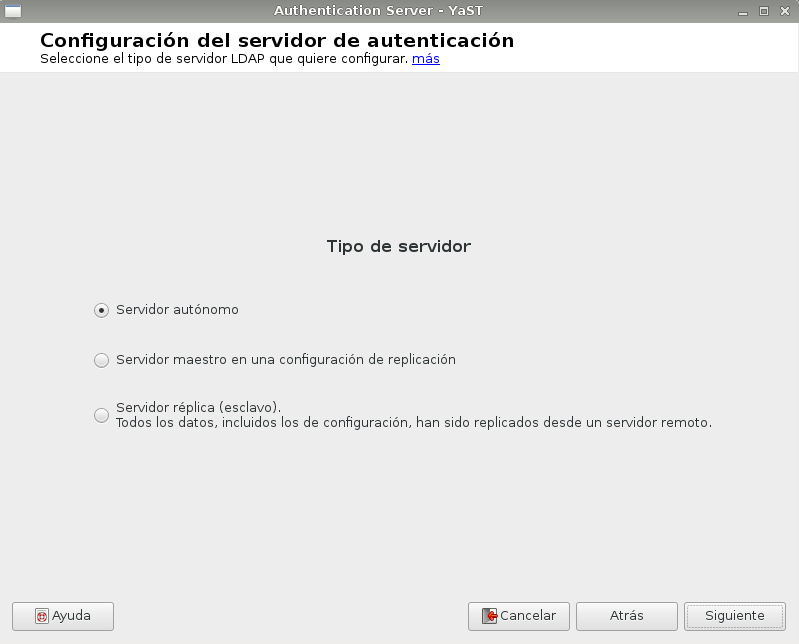 Authentication Server - YaST
Configuración del servidor de autenticación
Seleccione el tipo de servidor LDAP que quiere configurar. más
Tipo de servidor
Servidor autónomo
Servidor maestro en una configuración de replicación
Servidor réplica (esclavo).
Todos los datos, incluidos los de configuración, han sido replicados desde un servidor remoto.
Ayuda
Cancelar
Atrás
Siguiente